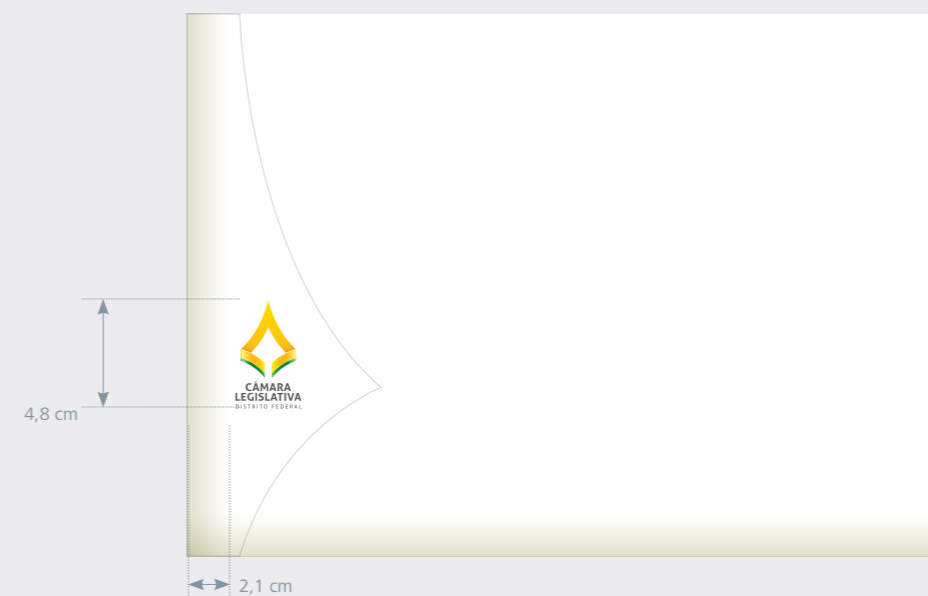 CÂMARA
LEGISLATIVA
DISTRITO FEDERAL
4,8 cm
2,1 cm